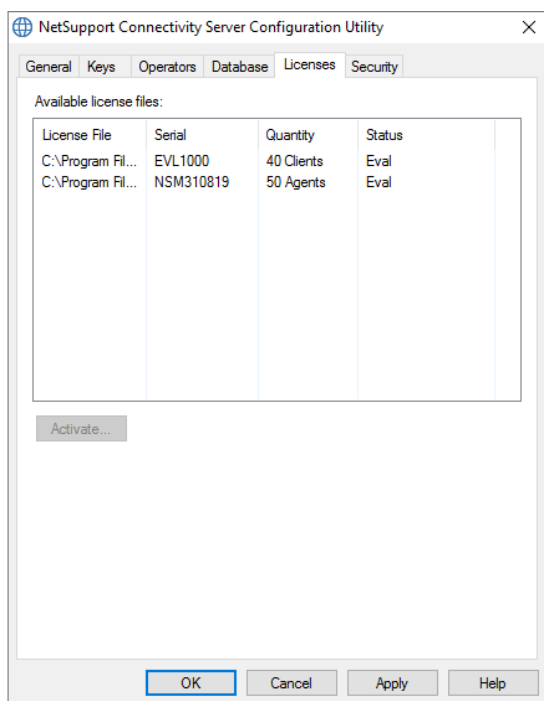 NetSupport Connectivity Server Configuration Utility
General Keys Operators Database Licenses Security
Available license files:
License File Serial Quantity Status
C:\Program Fil... EVL1000 40 Clients Eval
C:\Program Fil... NSM310819 50 Agents Eval
Activate...
OK Cancel Apply Help